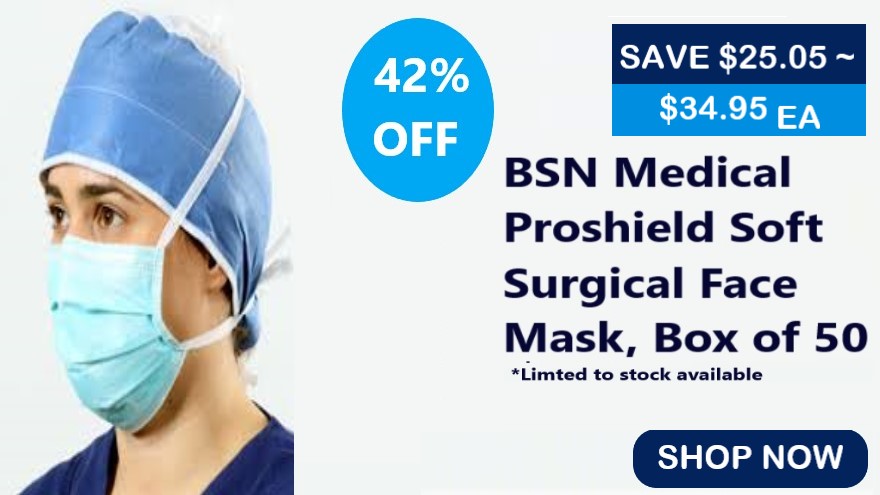 42%
OFF
SAVE $25.05 ~
$34.95 EA
BSN Medical
Proshield Soft
Surgical Face
Mask, Box of 50
*Limted to stock available
SHOP NOW